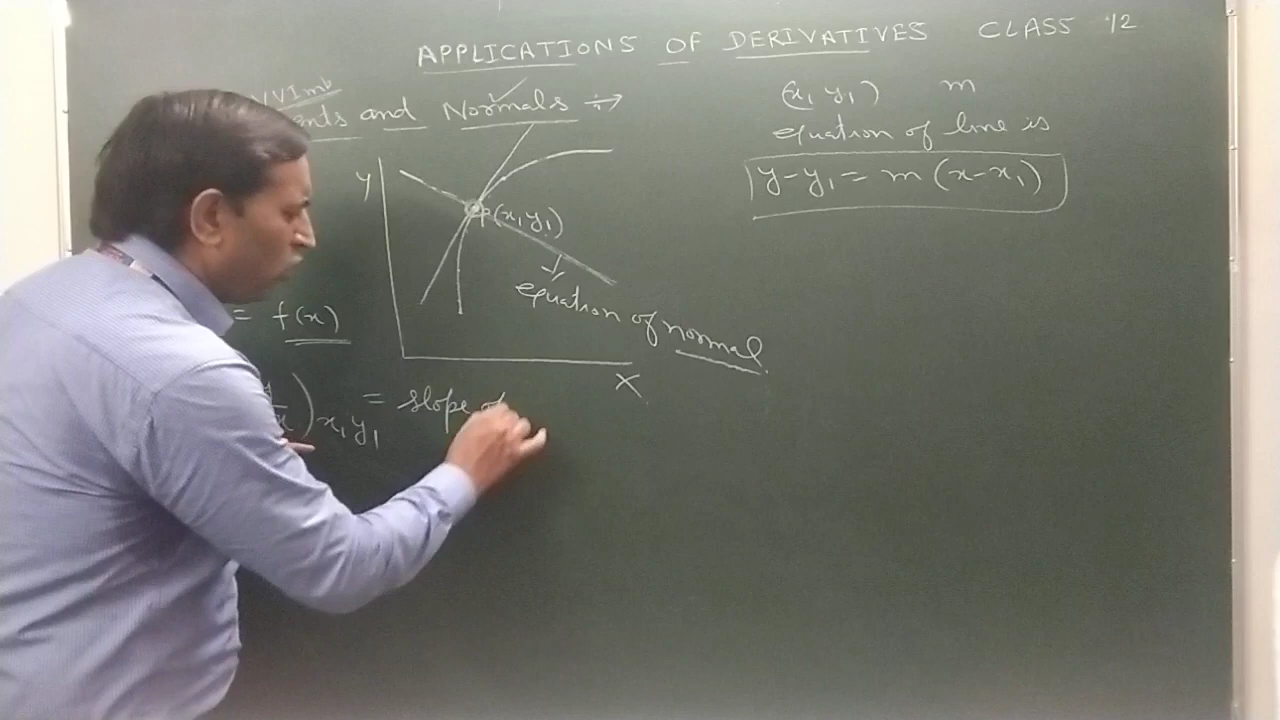 APPLICATIONS OF DERIVATIVES CLASS 12
VVImb
and Normals
(x₁ y₁) m
equation of line is
y-y₁ = m (x-x₁)
y
P(x₁ y₁)
equation of normal
x
= f(x)
) x₁ y₁ = slope of